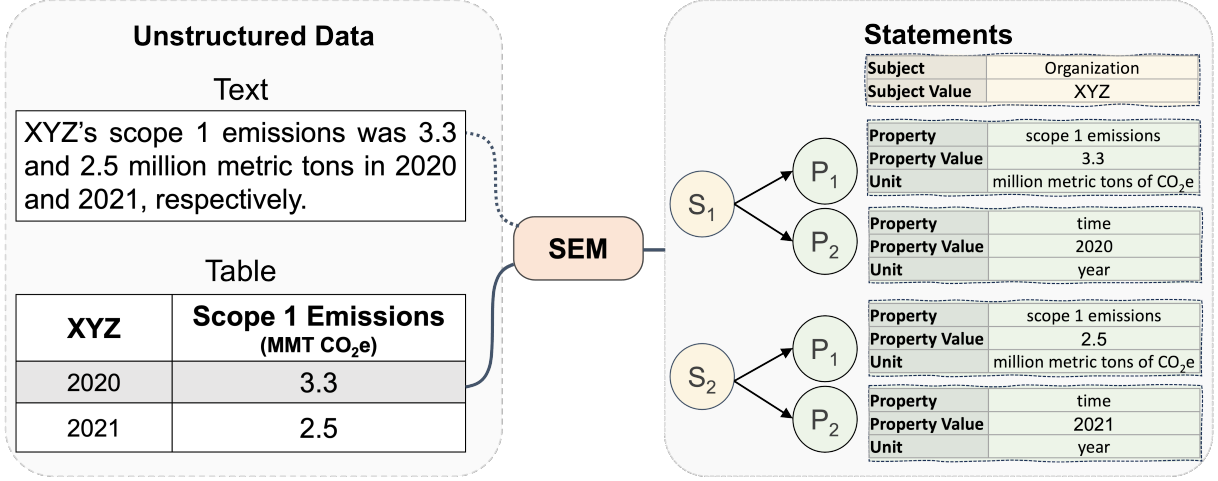 Unstructured Data
Text
XYZ’s scope 1 emissions was 3.3
and 2.5 million metric tons in 2020
and 2021, respectively.
Table
XYZ Scope 1 Emissions
(MMT CO₂e)
2020 3.3
2021 2.5
SEM
Statements
Subject Organization
Subject Value XYZ
S₁
P₁
Property scope 1 emissions
Property Value 3.3
Unit million metric tons of CO₂e
P₂
Property time
Property Value 2020
Unit year
S₂
P₁
Property scope 1 emissions
Property Value 2.5
Unit million metric tons of CO₂e
P₂
Property time
Property Value 2021
Unit year